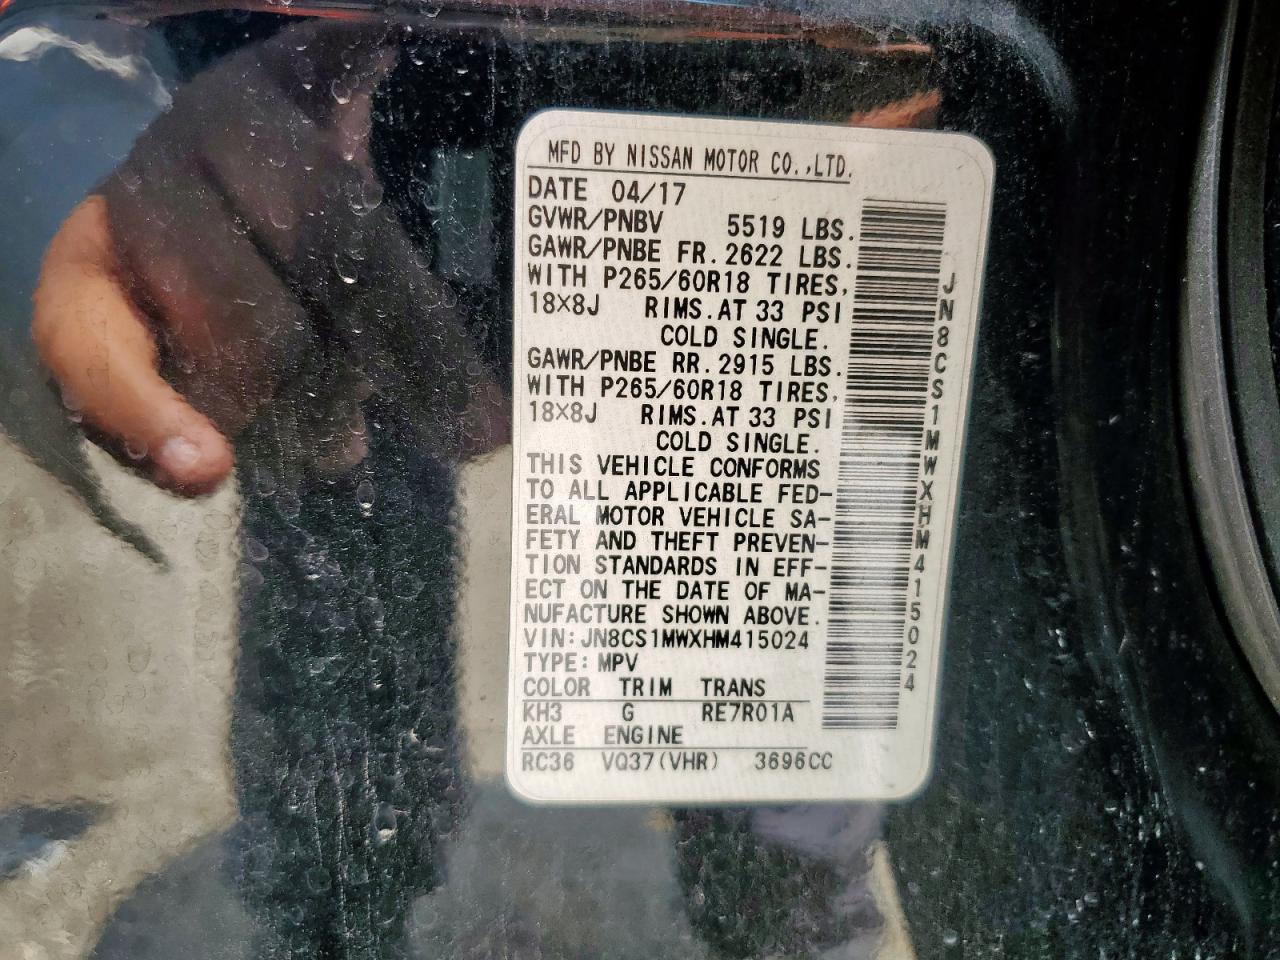 MFD BY NISSAN MOTOR CO.,LTD.
DATE 04/17
GVWR/PNBV 5519 LBS.
GAWR/PNBE FR. 2622 LBS.
WITH P265/60R18 TIRES,
18X8J RIMS. AT 33 PSI
COLD SINGLE.
GAWR/PNBE RR. 2915 LBS.
WITH P265/60R18 TIRES,
18X8J RIMS. AT 33 PSI
COLD SINGLE.
THIS VEHICLE CONFORMS
TO ALL APPLICABLE FED-
ERAL MOTOR VEHICLE SA-
FETY AND THEFT PREVEN-
TION STANDARDS IN EFF-
ECT ON THE DATE OF MA-
NUFACTURE SHOWN ABOVE.
VIN:JN8CS1MWXHM415024
TYPE:MPV
COLOR TRIM TRANS
KH3 G RE7R01A
AXLE ENGINE
RC36 VQ37(VHR) 3696CC
JN8CS1MWXHM415024